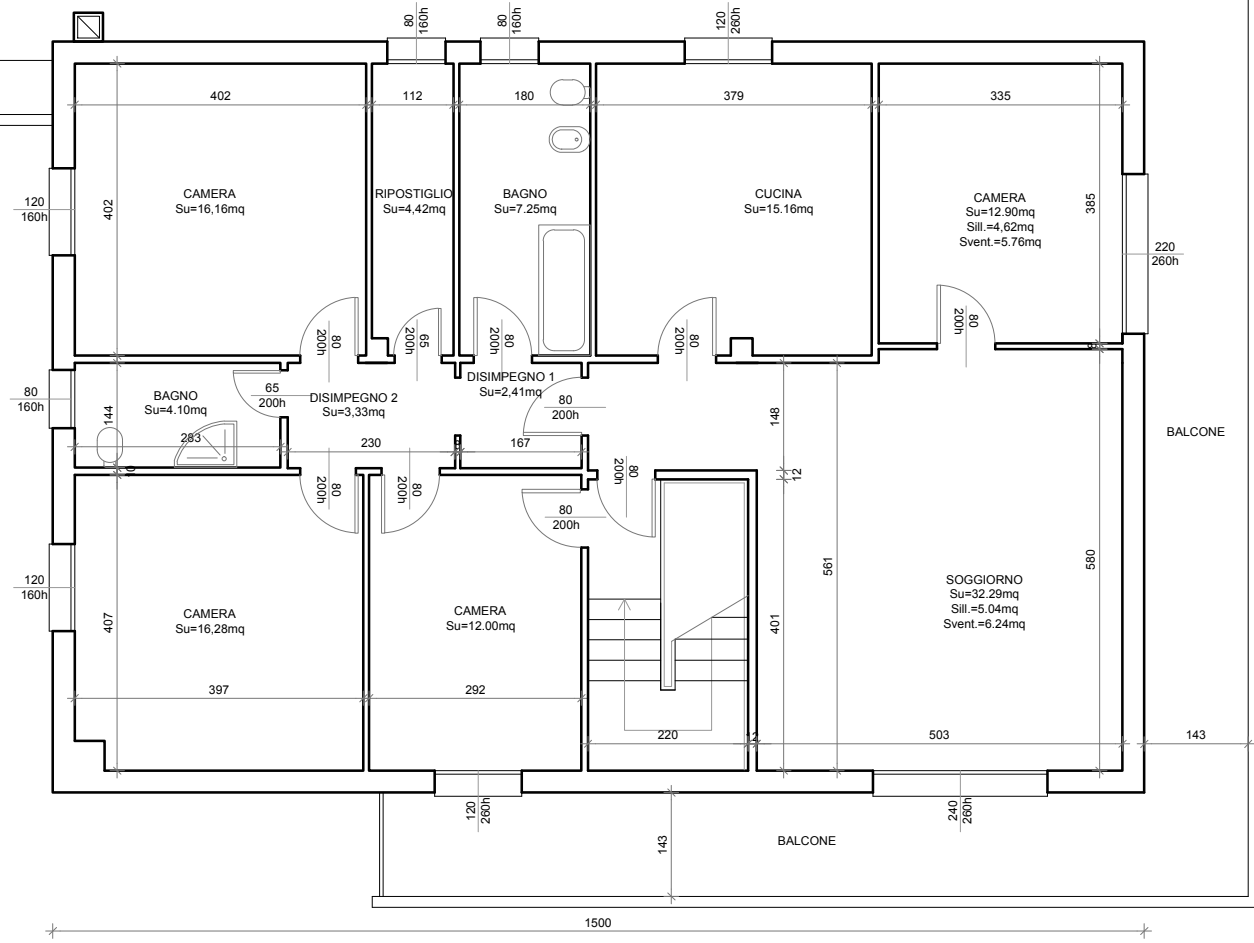 80
160h
80
160h
120
260h
402
112
180
379
335
CAMERA
Su=16,16mq
RIPOSTIGLIO
Su=4,42mq
BAGNO
Su=7.25mq
CUCINA
Su=15.16mq
CAMERA
Su=12.90mq
Sill.=4,62mq
Svent.=5.76mq
120
160h
402
385
220
260h
80
200h
65
200h
80
200h
80
200h
80
200h
80
160h
BAGNO
Su=4.10mq
144
283
65
200h
DISIMPEGNO 2
Su=3,33mq
230
DISIMPEGNO 1
Su=2,41mq
80
200h
167
148
12
BALCONE
80
200h
80
200h
80
200h
80
200h
120
160h
407
CAMERA
Su=16,28mq
CAMERA
Su=12.00mq
561
401
SOGGIORNO
Su=32.29mq
Sill.=5.04mq
Svent.=6.24mq
580
397
292
220
503
143
120
260h
240
260h
143
BALCONE
1500